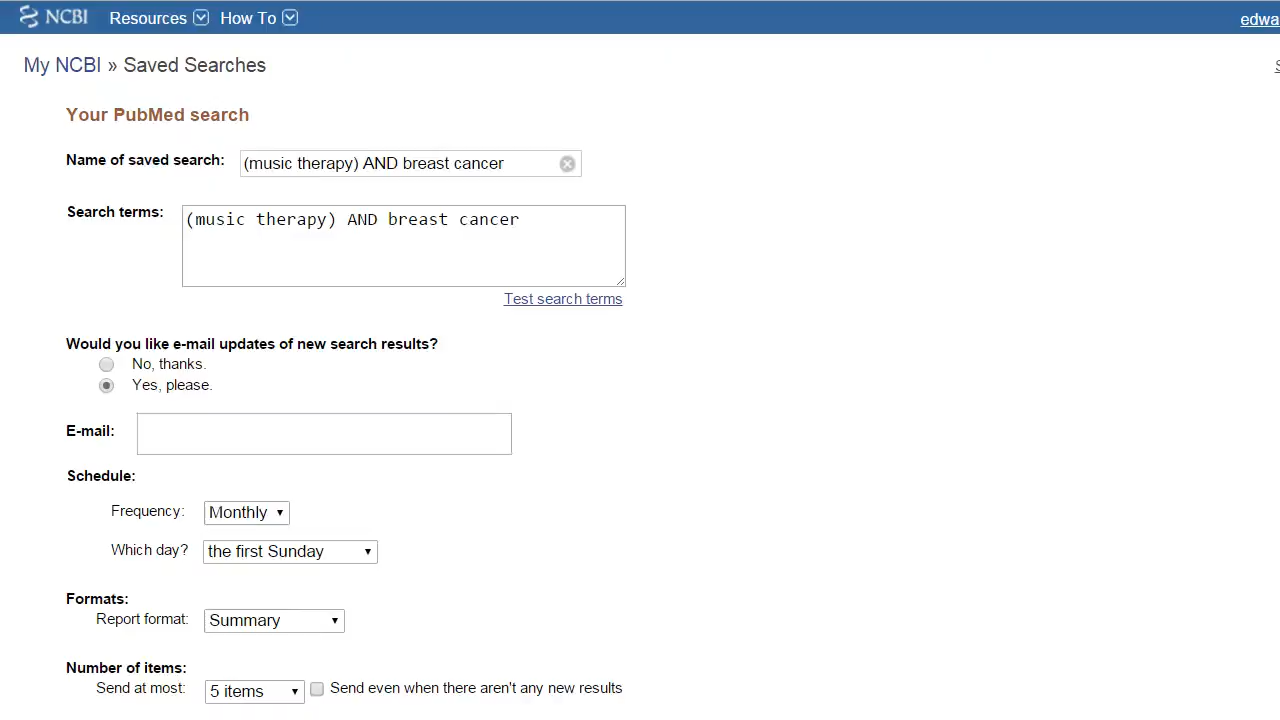 NCBI Resources How To edwa
My NCBI » Saved Searches
Your PubMed search
Name of saved search: (music therapy) AND breast cancer
Search terms: (music therapy) AND breast cancer
Test search terms
Would you like e-mail updates of new search results?
No, thanks.
Yes, please.
E-mail:
Schedule:
Frequency: Monthly
Which day? the first Sunday
Formats:
Report format: Summary
Number of items:
Send at most: 5 items Send even when there aren't any new results